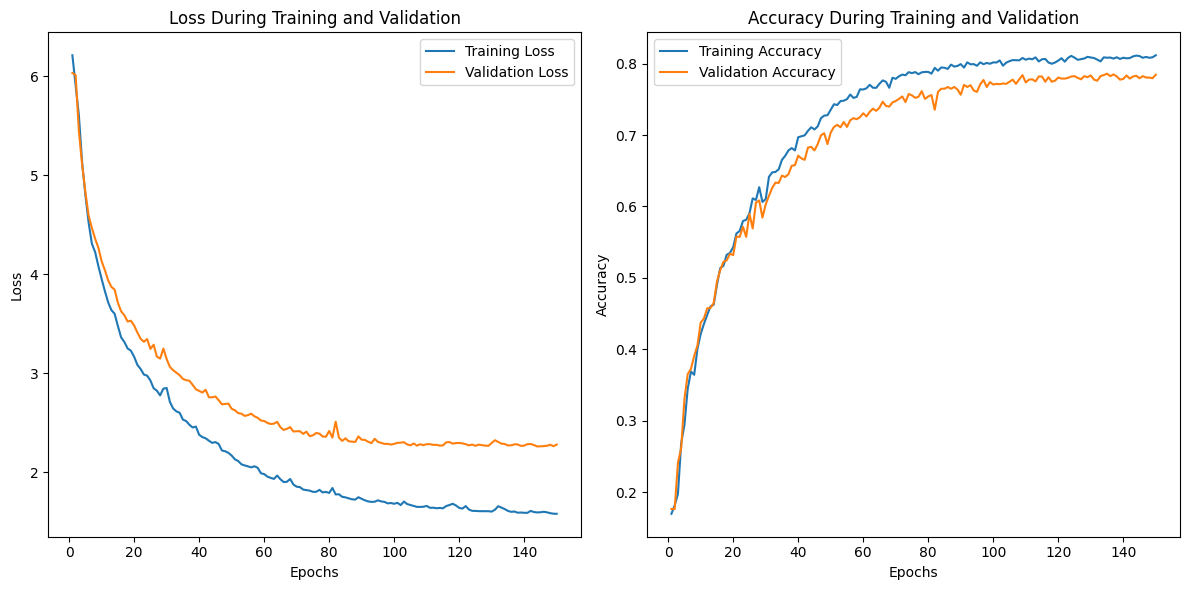 Loss During Training and Validation
Training Loss
Validation Loss
6
5
4
3
2
Loss
0 20 40 60 80 100 120 140
Epochs
Accuracy During Training and Validation
Training Accuracy
Validation Accuracy
0.8
0.7
0.6
0.5
0.4
0.3
0.2
Accuracy
0 20 40 60 80 100 120 140
Epochs